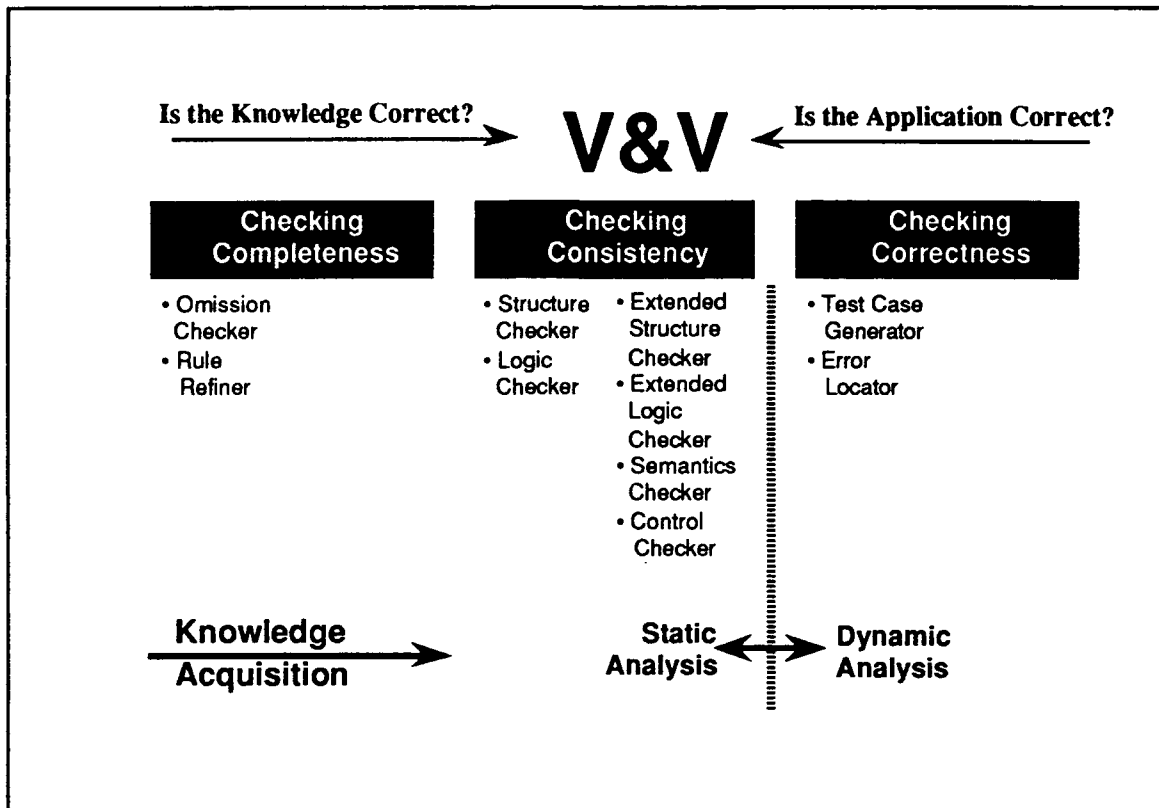 Is the Knowledge Correct?
V&V
Is the Application Correct?
Checking
Completeness
• Omission
Checker
• Rule
Refiner
Checking
Consistency
• Structure
Checker
• Logic
Checker
• Extended
Structure
Checker
• Extended
Logic
Checker
• Semantics
Checker
• Control
Checker
Checking
Correctness
• Test Case
Generator
• Error
Locator
Knowledge
Acquisition
Static
Analysis
Dynamic
Analysis